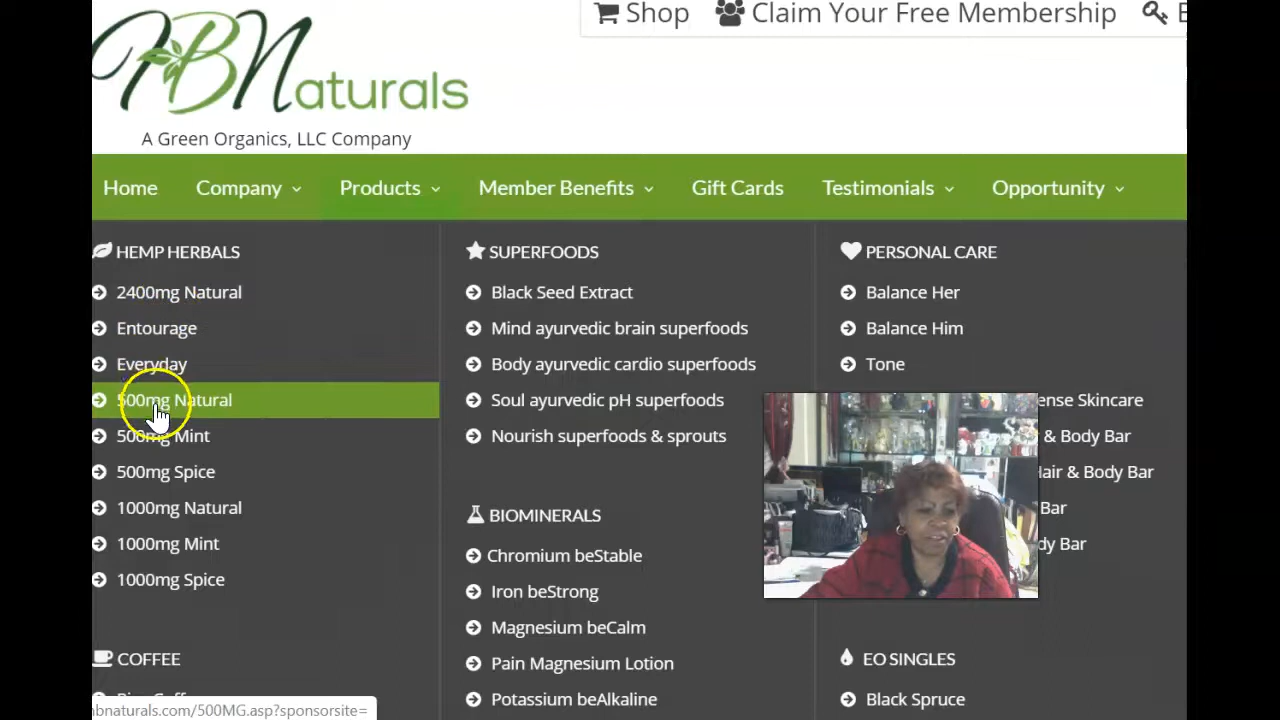 Shop Claim Your Free Membership
HBNaturals
A Green Organics, LLC Company
Home Company Products Member Benefits Gift Cards Testimonials Opportunity
HEMP HERBALS
2400mg Natural
Entourage
Everyday
500mg Natural
500mg Mint
500mg Spice
1000mg Natural
1000mg Mint
1000mg Spice
COFFEE
SUPERFOODS
Black Seed Extract
Mind ayurvedic brain superfoods
Body ayurvedic cardio superfoods
Soul ayurvedic pH superfoods
Nourish superfoods & sprouts
BIOMINERALS
Chromium beStable
Iron beStrong
Magnesium beCalm
Pain Magnesium Lotion
Potassium beAlkaline
PERSONAL CARE
Balance Her
Balance Him
Tone
ense Skincare
& Body Bar
Hair & Body Bar
Bar
dy Bar
EO SINGLES
Black Spruce
nbnaturals.com/500MG.asp?sponsorsite=